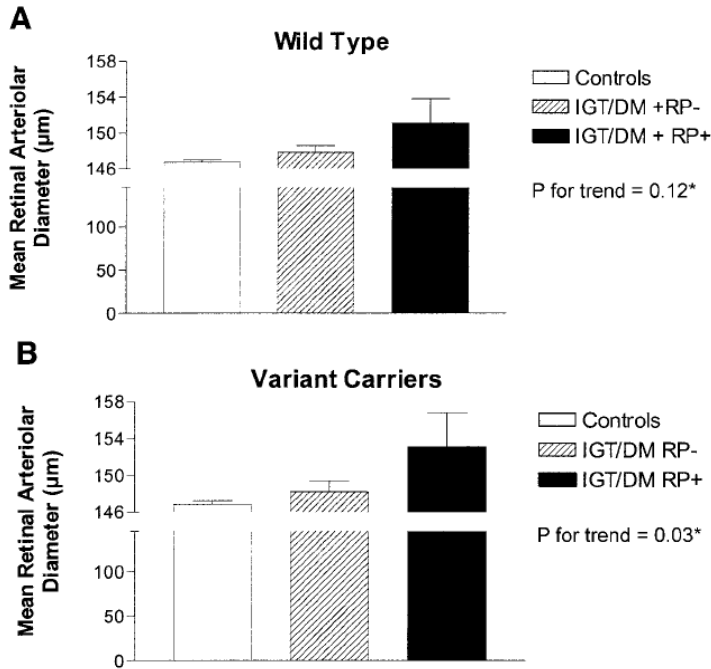 A
Wild Type
Mean Retinal Arteriolar
Diameter (μm)
158
154
150
146
100
50
0
Controls
IGT/DM +RP-
IGT/DM + RP+
P for trend = 0.12*
B
Variant Carriers
Mean Retinal Arteriolar
Diameter (μm)
158
154
150
146
100
50
0
Controls
IGT/DM RP-
IGT/DM RP+
P for trend = 0.03*